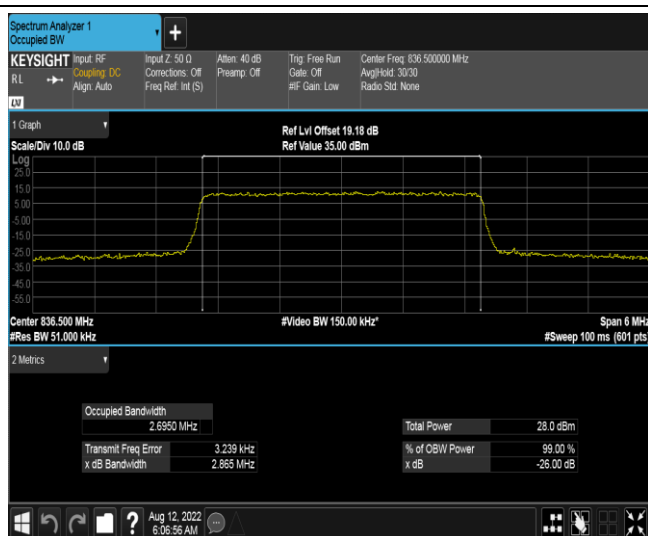 Spectrum Analyzer 1
Occupied BW
+
KEYSIGHT
RL
LXI
Input: RF
Coupling: DC
Align: Auto
Input Z: 50 Ω
Corrections: Off
Freq Ref: Int (S)
Atten: 40 dB
Preamp: Off
Trig: Free Run
Gate: Off
#IF Gain: Low
Center Freq: 836.500000 MHz
Avg|Hold: 30/30
Radio Std: None
1 Graph
Scale/Div 10.0 dB
Ref Lvl Offset 19.18 dB
Ref Value 35.00 dBm
Log
25.0
15.0
5.00
-5.00
-15.0
-25.0
-35.0
-45.0
-55.0
Center 836.500 MHz
#Res BW 51.000 kHz
#Video BW 150.00 kHz*
Span 6 MHz
#Sweep 100 ms (601 pts)
2 Metrics
Occupied Bandwidth
2.6950 MHz
Transmit Freq Error 3.239 kHz
x dB Bandwidth 2.865 MHz
Total Power 28.0 dBm
% of OBW Power 99.00 %
x dB -26.00 dB
?
Aug 12, 2022
6:06:56 AM